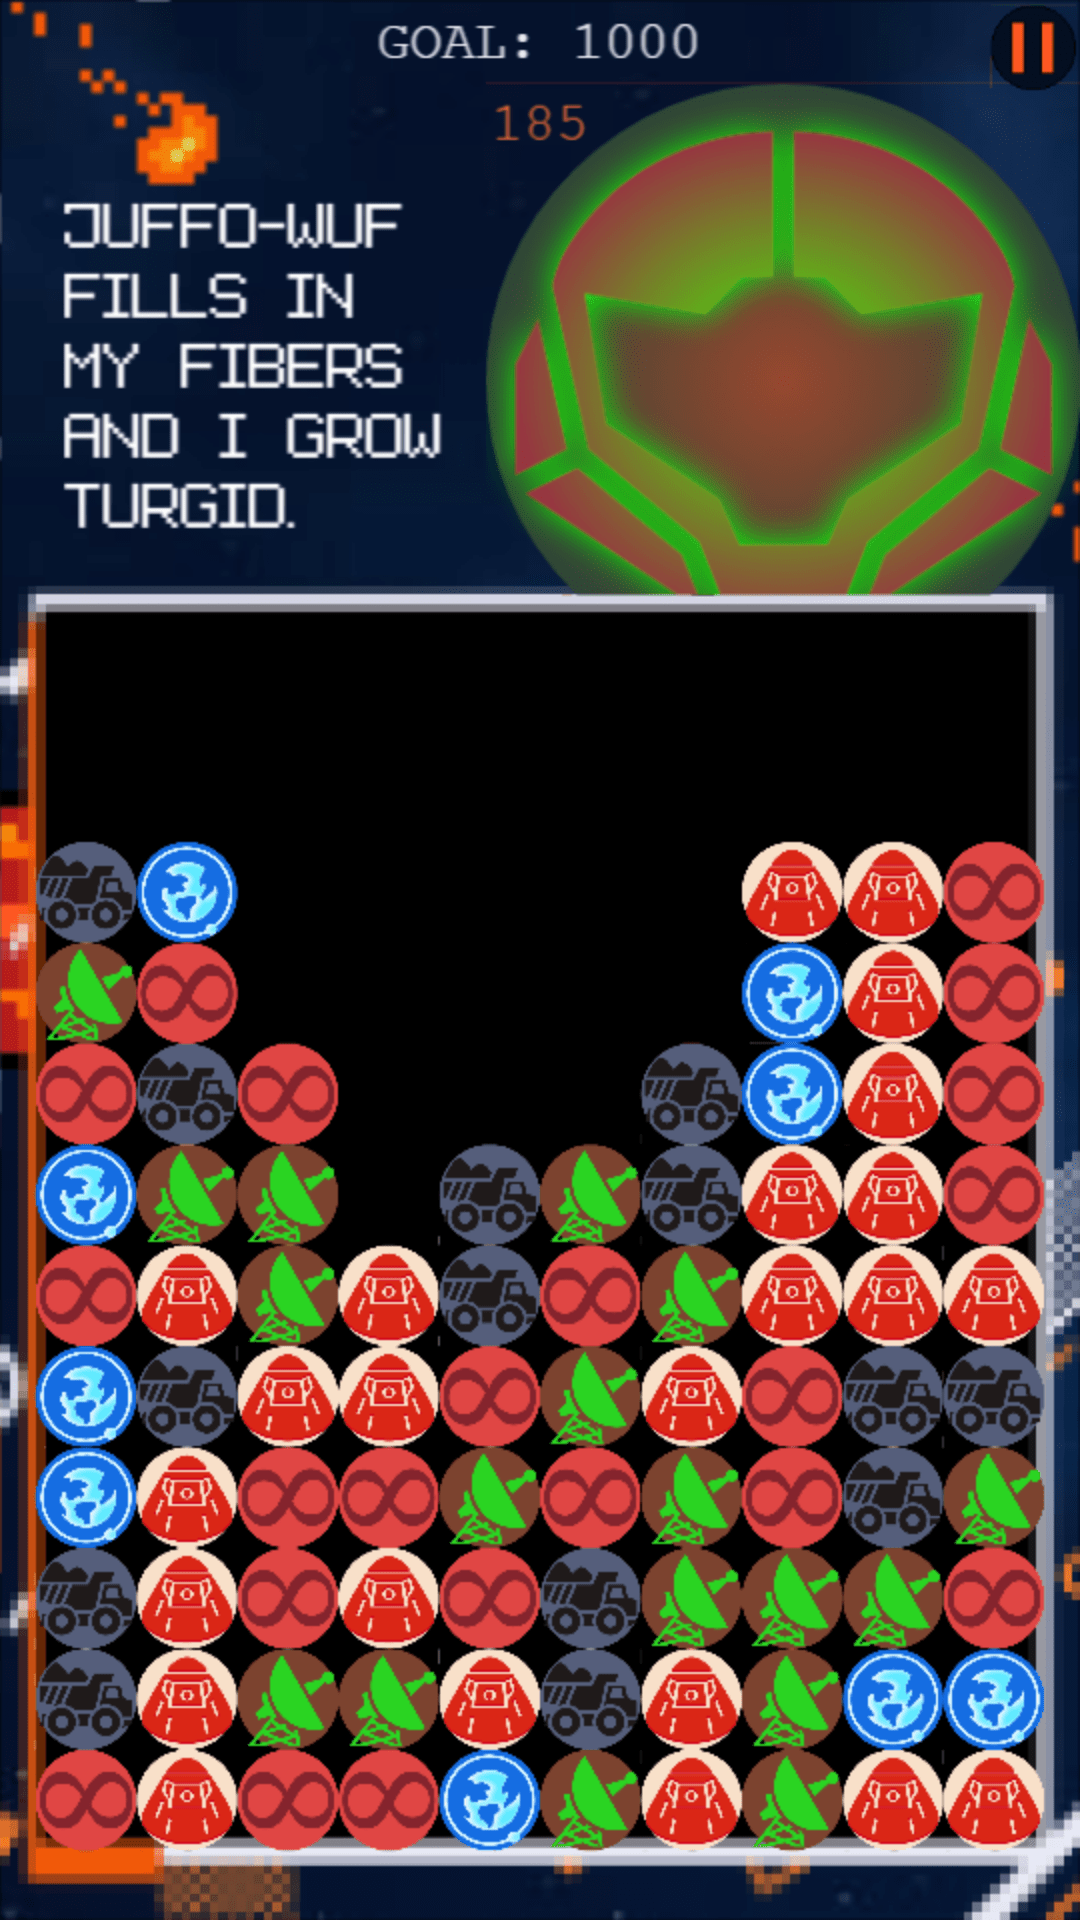 GOAL: 1000
185
JUFFO-WUF
FILLS IN
MY FIBERS
AND I GROW
TURGID.